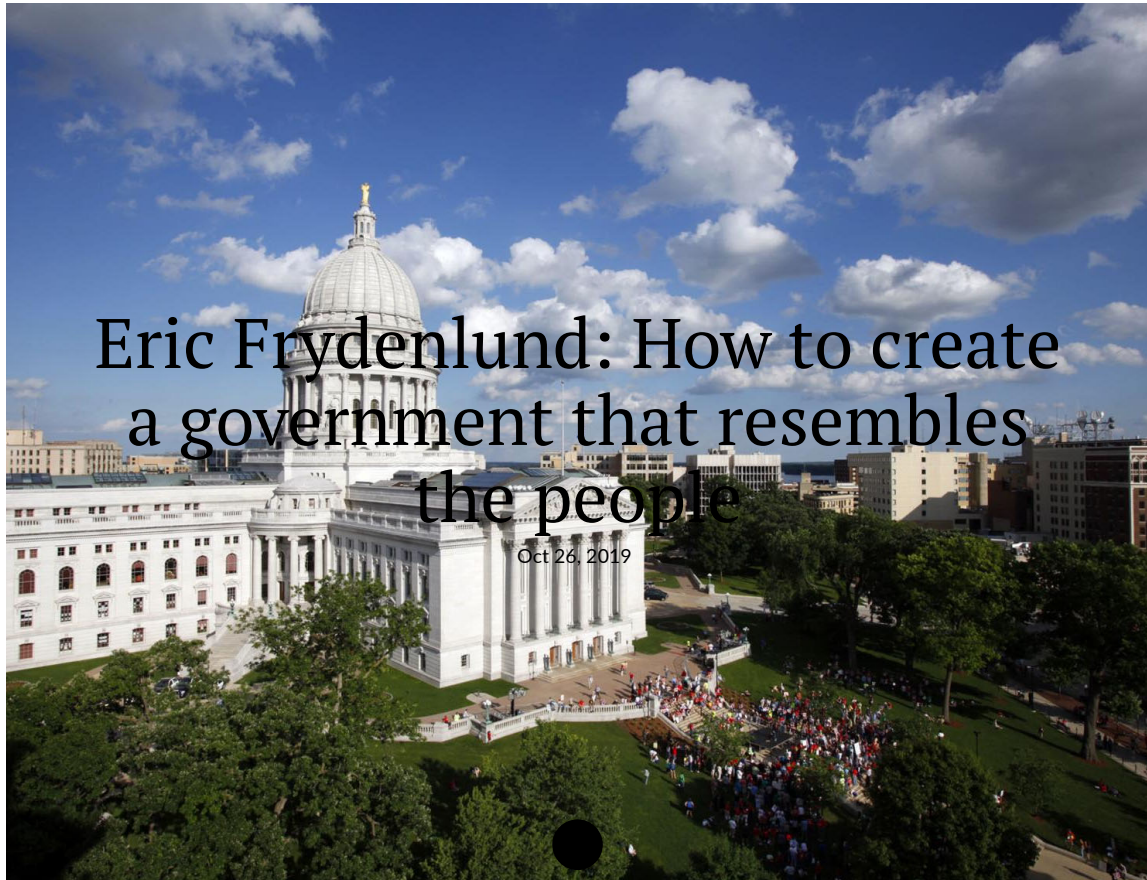 Eric Frydenlund: How to create
a government that resembles
the people
Oct 26, 2019